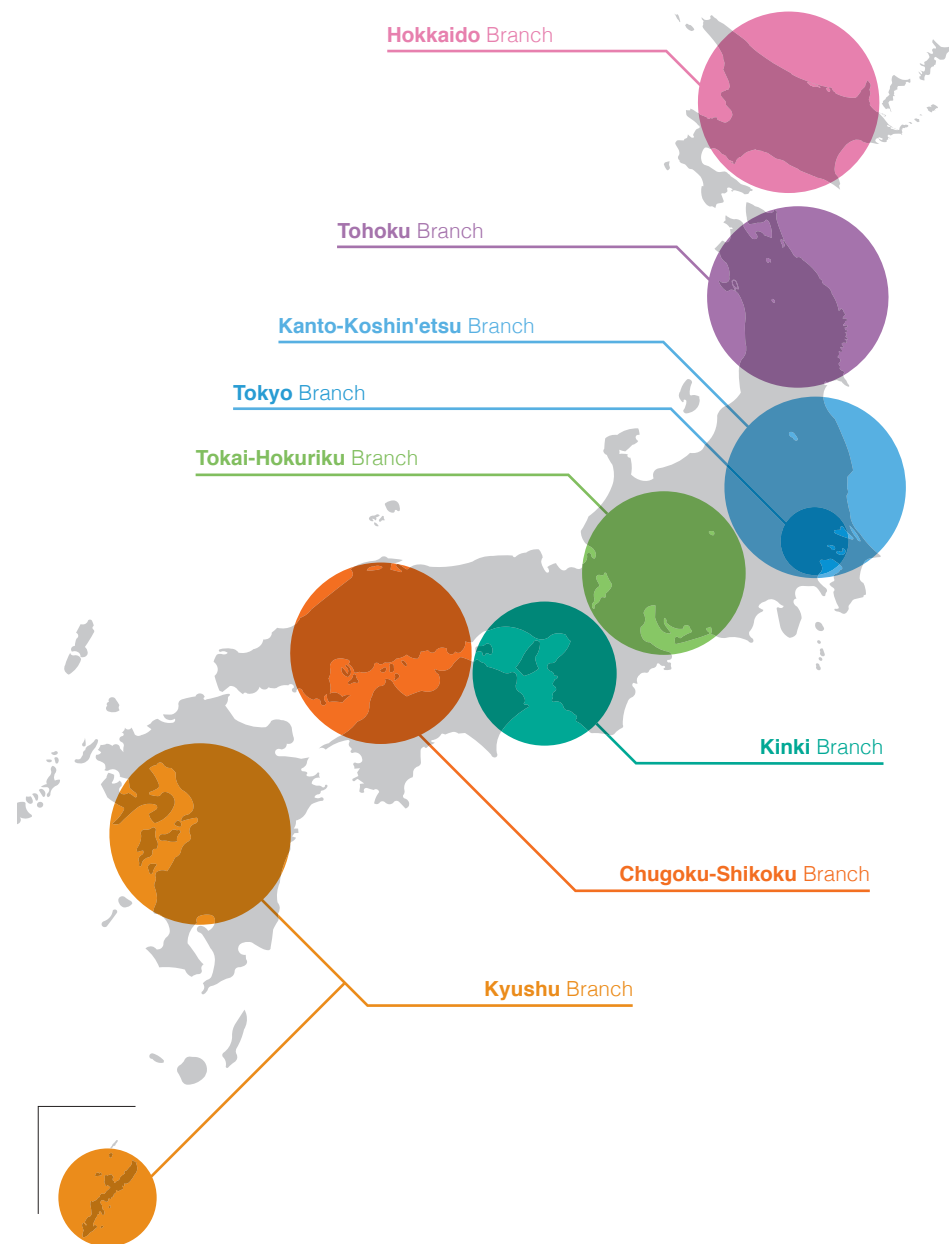 Hokkaido Branch
Tohoku Branch
Kanto-Koshin'etsu Branch
Tokyo Branch
Tokai-Hokuriku Branch
Kinki Branch
Chugoku-Shikoku Branch
Kyushu Branch